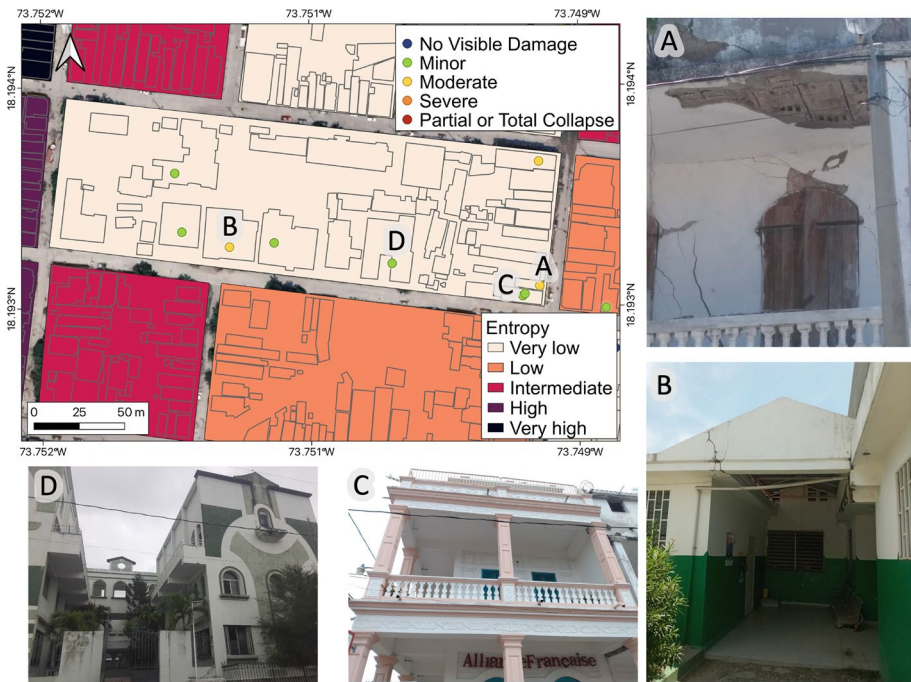 73.752°W
73.751°W
73.749°W
18.194°N
18.194°N
No Visible Damage
Minor
Moderate
Severe
Partial or Total Collapse
A
B
D
A
C
18.193°N
18.193°N
Entropy
Very low
Low
Intermediate
High
Very high
0 25 50 m
73.752°W
73.751°W
73.749°W
B
D
C
Alliance Française